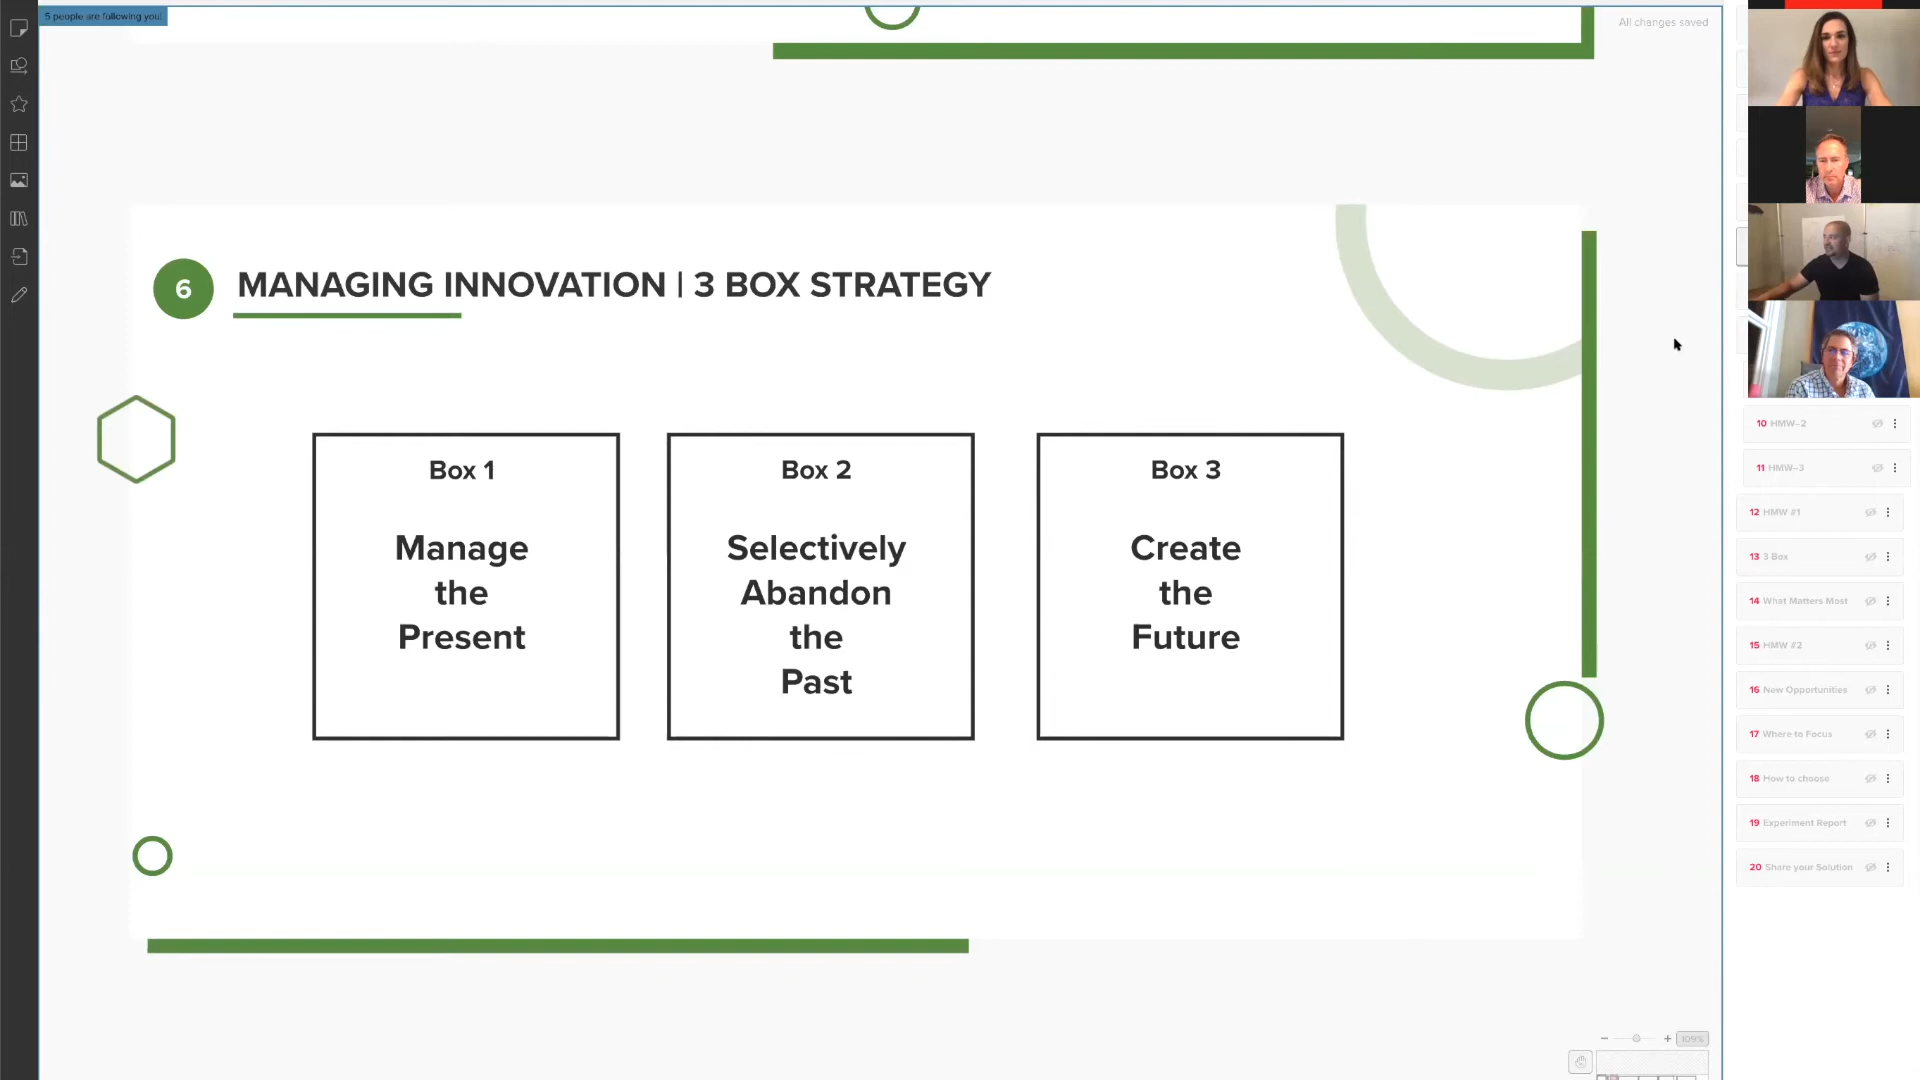 5 people are following you!
All changes saved
6
MANAGING INNOVATION | 3 BOX STRATEGY
Box 1
Manage
the
Present
Box 2
Selectively
Abandon
the
Past
Box 3
Create
the
Future
10 HMW-2
11 HMW-3
12 HMW #1
13 3 Box
14 What Matters Most
15 HMW #2
16 New Opportunities
17 Where to Focus
18 How to choose
19 Experiment Report
20 Share your Solution
109%